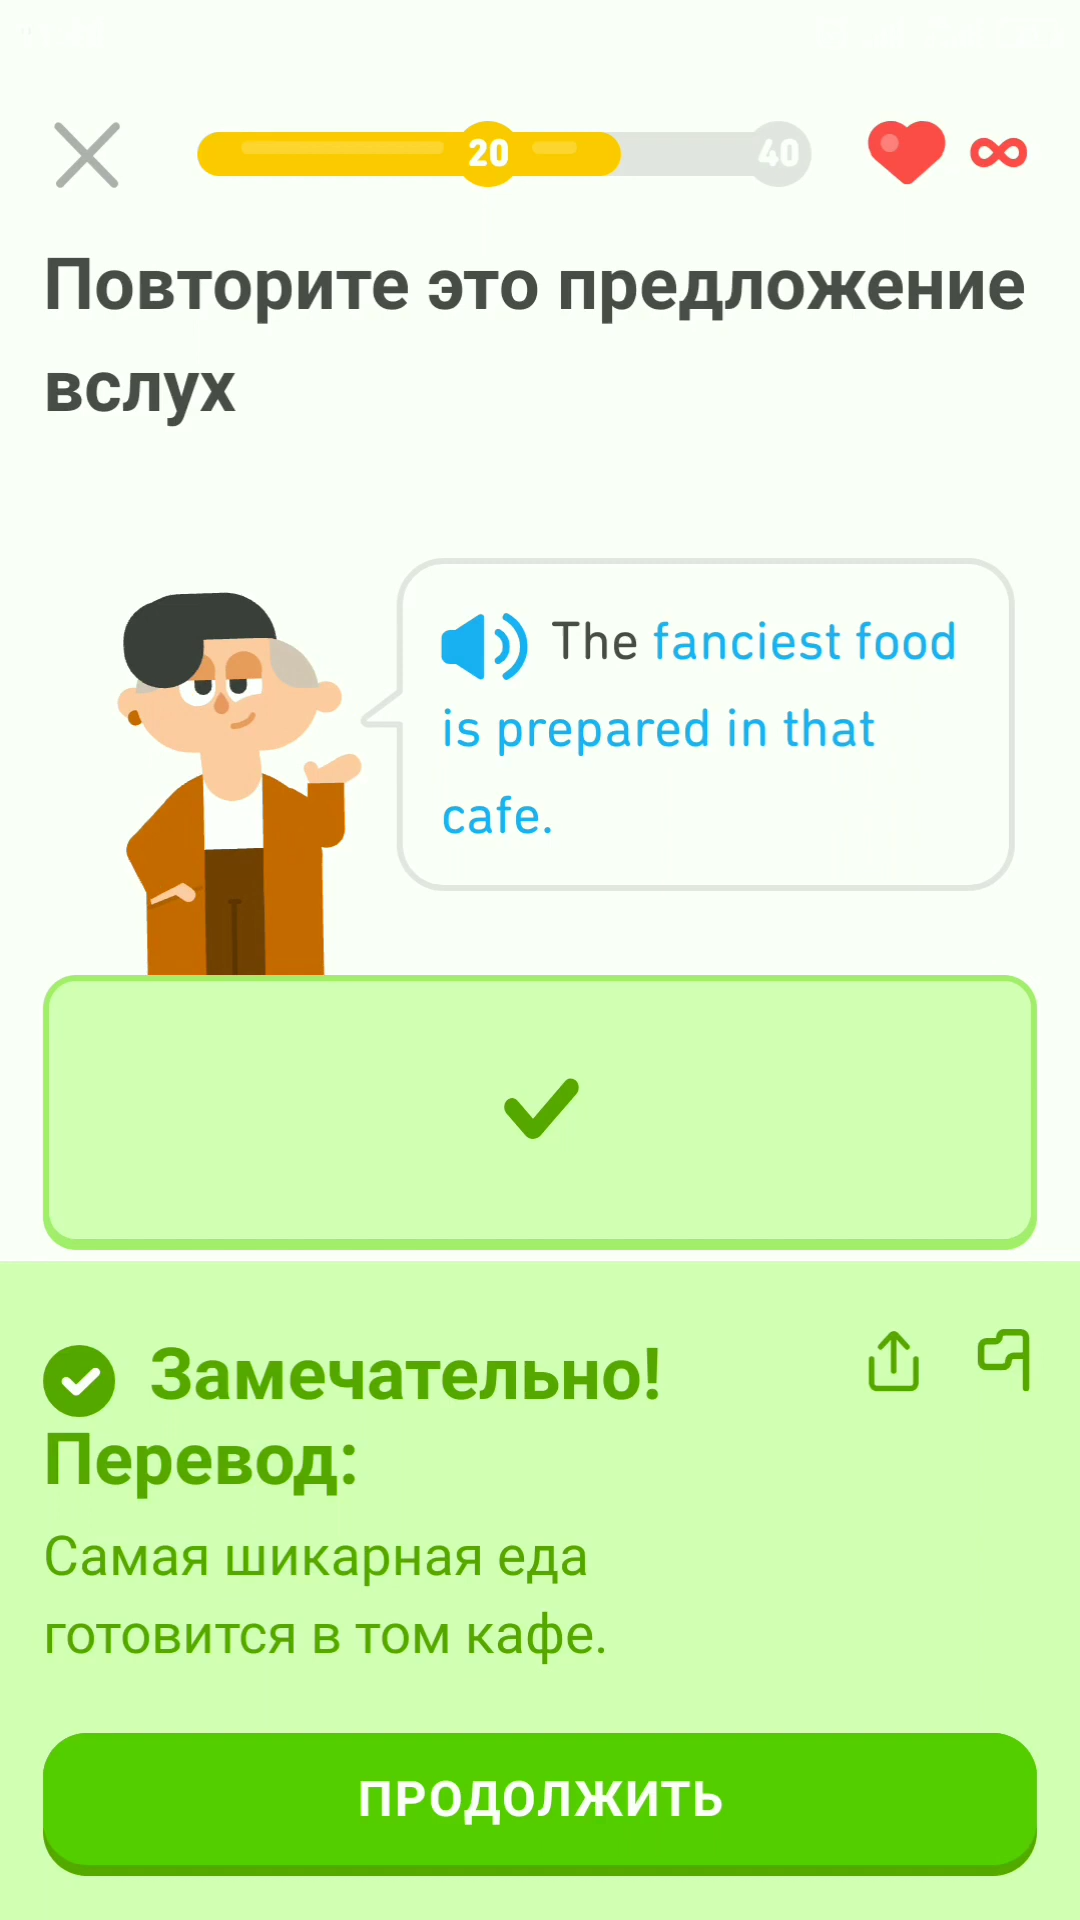 20
40
Повторите это предложение
вслух
The fanciest food
is prepared in that
cafe.
Замечательно!
Перевод:
Самая шикарная еда
готовится в том кафе.
ПРОДОЛЖИТЬ